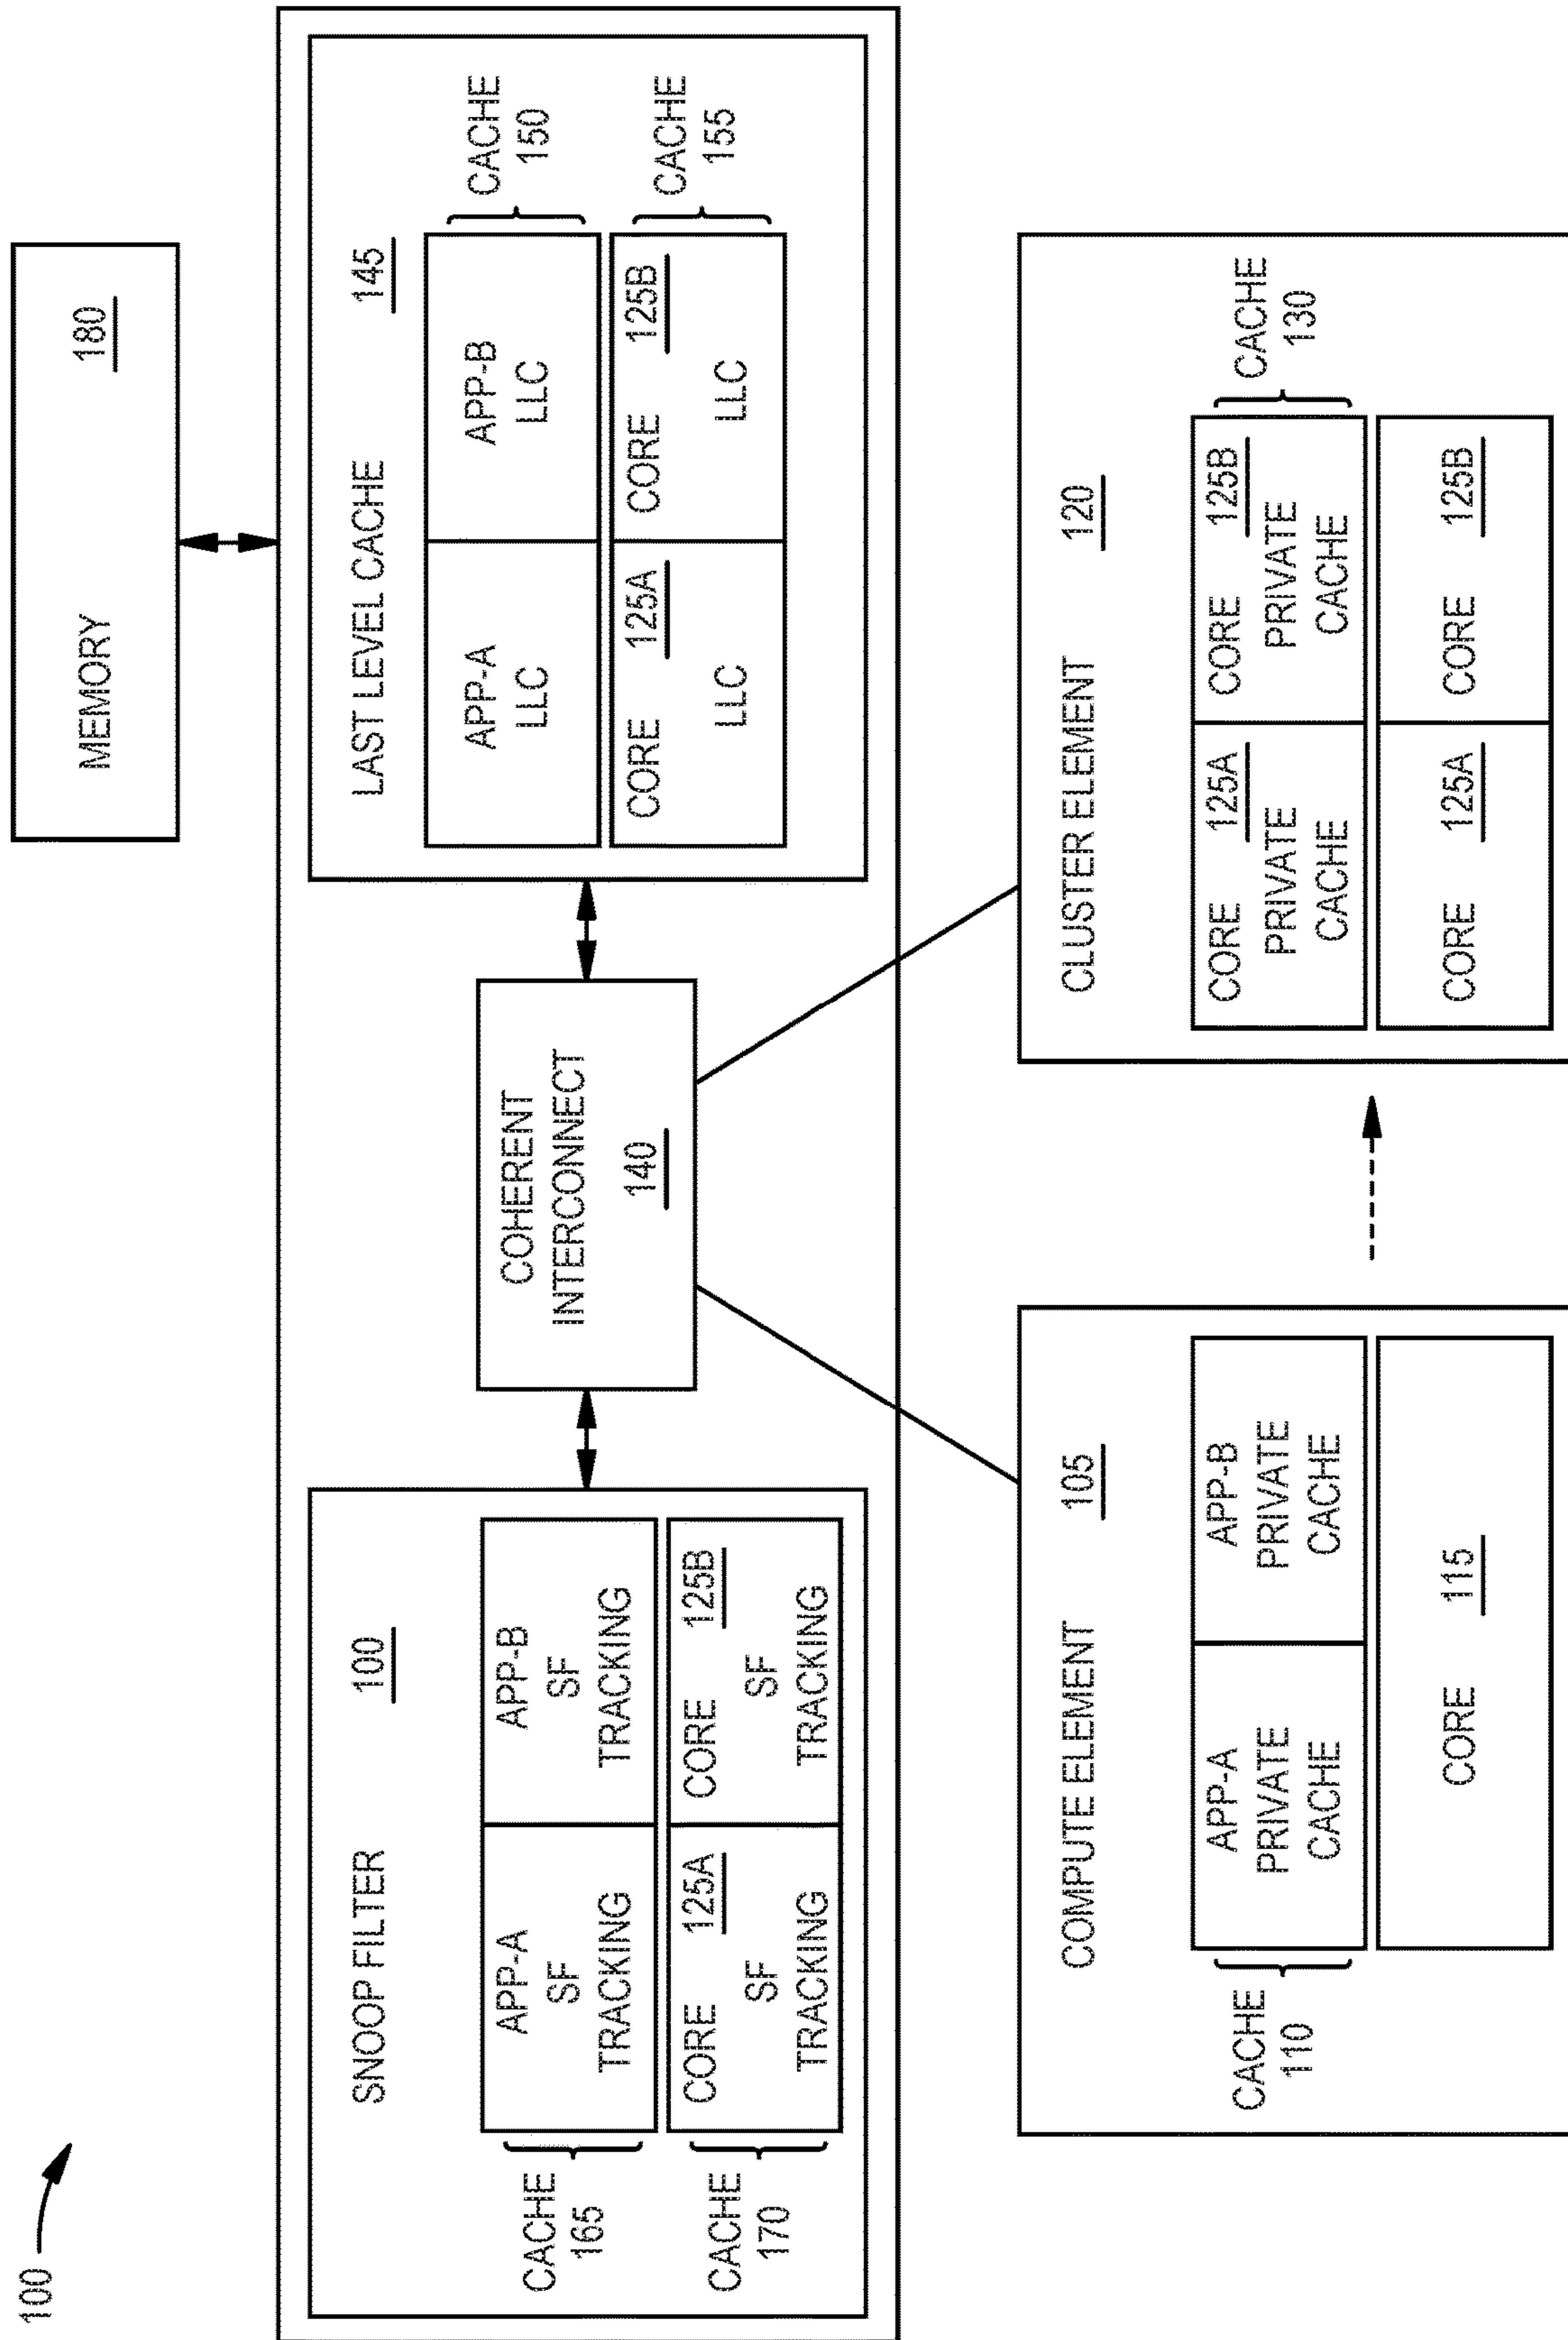 100
MEMORY 180
SNOOP FILTER 100
APP-A
SF
TRACKING
APP-B
SF
TRACKING
CORE 125A
SF
TRACKING
CORE 125B
SF
TRACKING
CACHE
165
CACHE
170
COHERENT
INTERCONNECT
140
LAST LEVEL CACHE 145
APP-A
LLC
APP-B
LLC
CORE 125A
LLC
CORE 125B
LLC
CACHE
150
CACHE
155
COMPUTE ELEMENT 105
CACHE
110
APP-A
PRIVATE
CACHE
APP-B
PRIVATE
CACHE
CORE 115
CLUSTER ELEMENT 120
CORE 125A
PRIVATE
CACHE
CORE 125B
PRIVATE
CACHE
CACHE
130
CORE 125A
CORE 125B